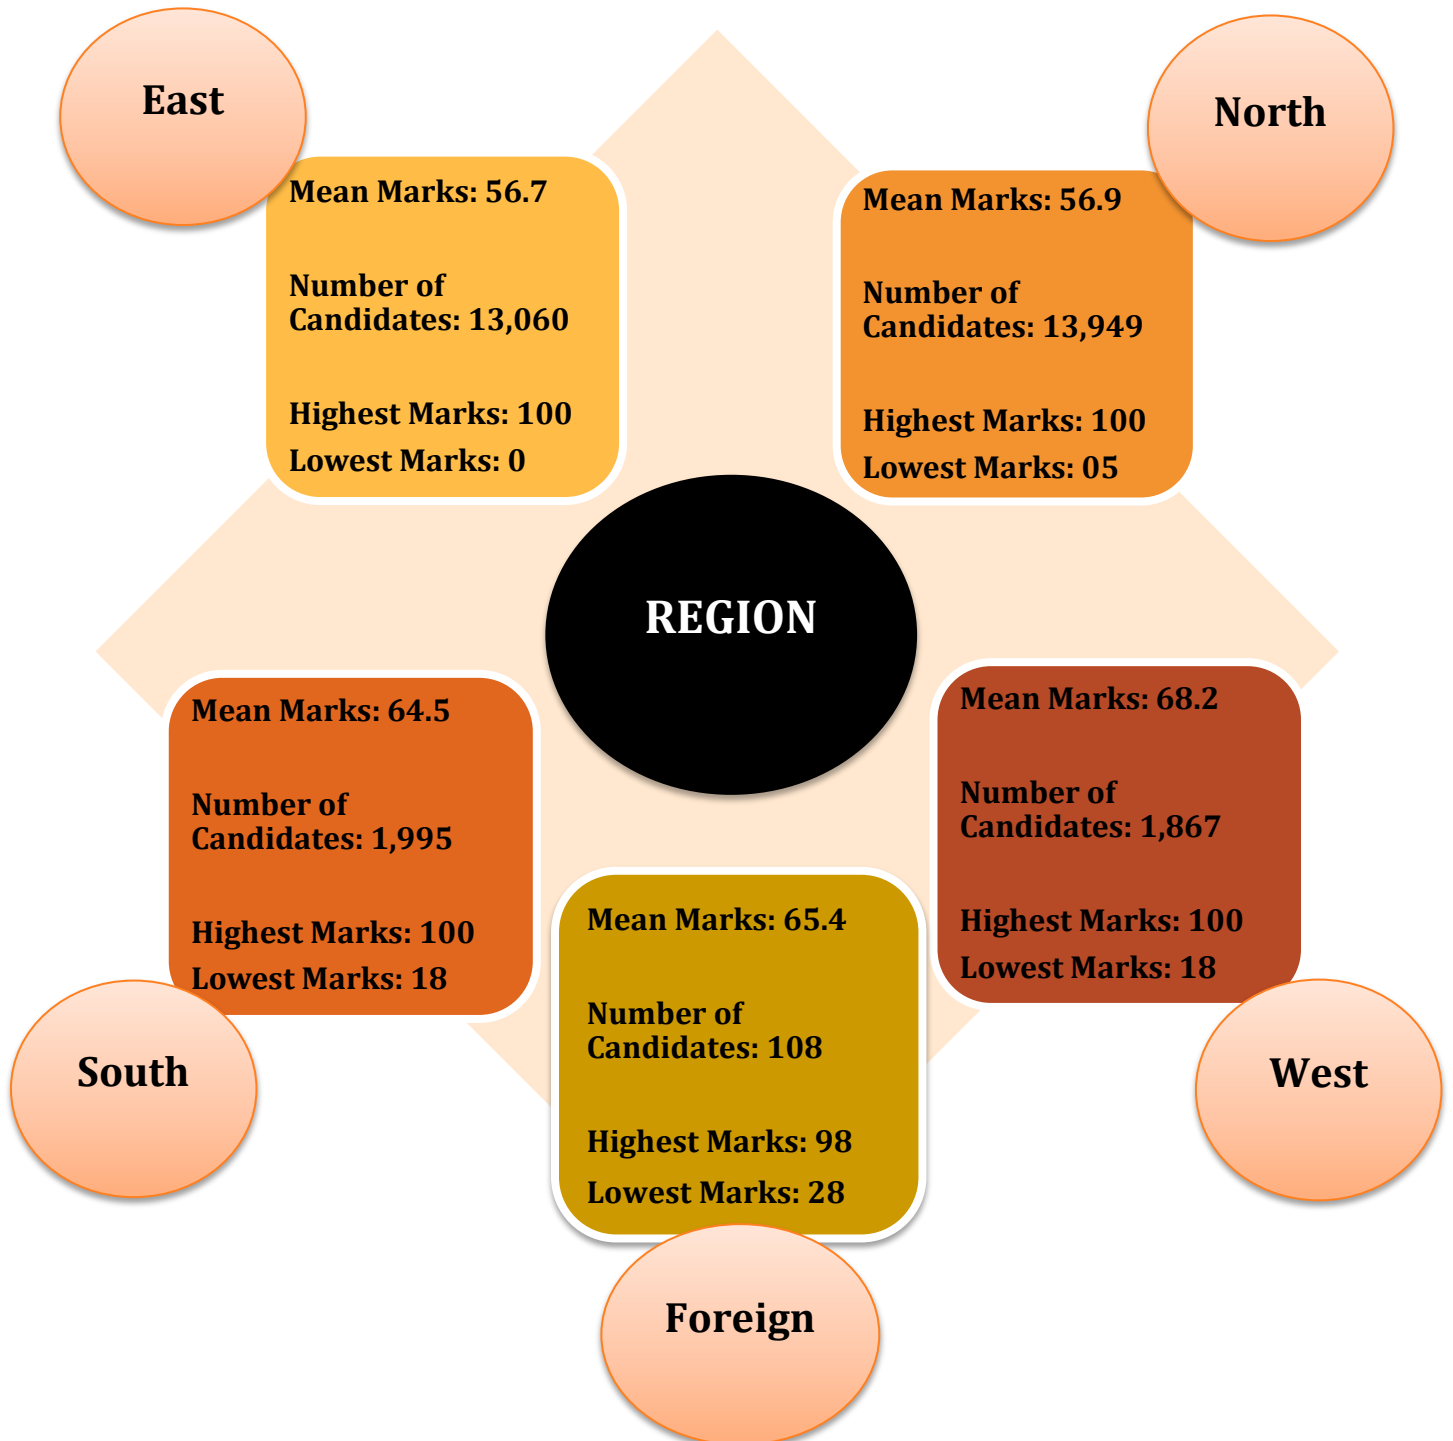 East
Mean Marks: 56.7
Number of
Candidates: 13,060
Highest Marks: 100
Lowest Marks: 0
North
Mean Marks: 56.9
Number of
Candidates: 13,949
Highest Marks: 100
Lowest Marks: 05
REGION
Mean Marks: 64.5
Number of
Candidates: 1,995
Highest Marks: 100
Lowest Marks: 18
South
Mean Marks: 65.4
Number of
Candidates: 108
Highest Marks: 98
Lowest Marks: 28
Foreign
Mean Marks: 68.2
Number of
Candidates: 1,867
Highest Marks: 100
Lowest Marks: 18
West